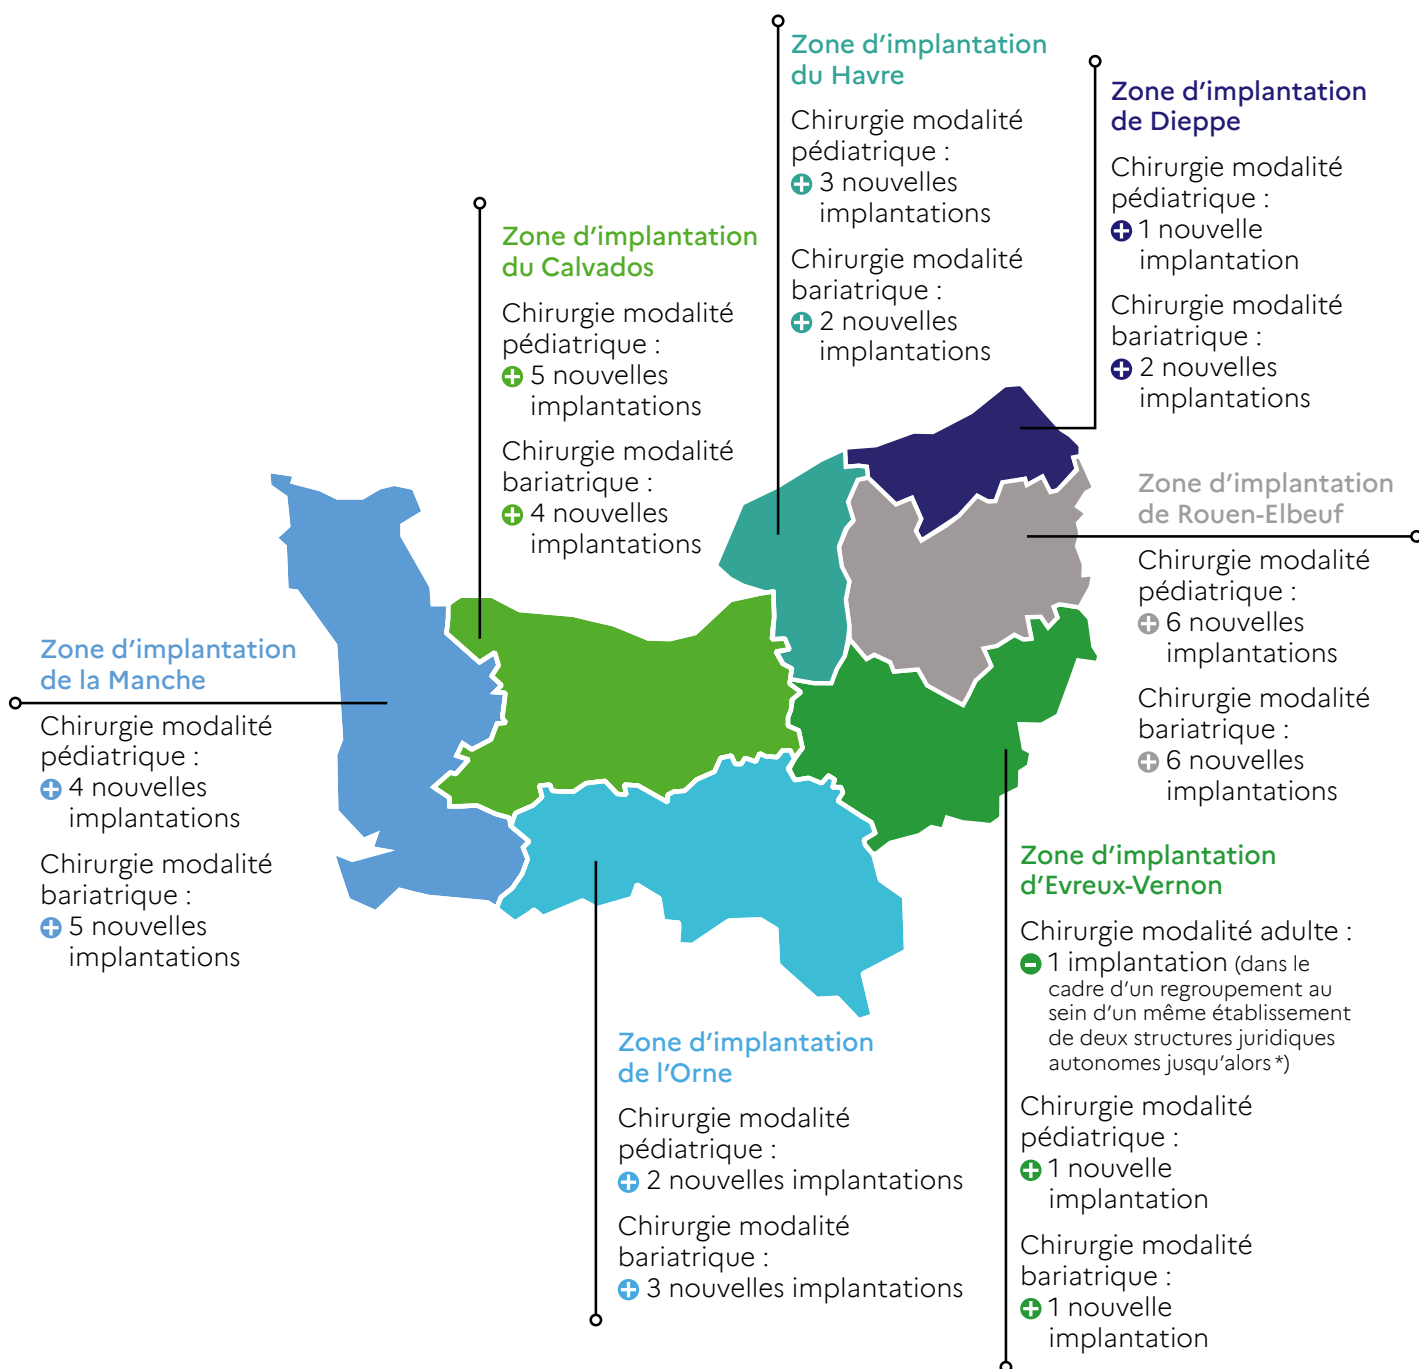 Zone d'implantation
du Havre
Chirurgie modalité
pédiatrique :
+ 3 nouvelles
implantations
Chirurgie modalité
bariatrique :
+ 2 nouvelles
implantations
Zone d'implantation
de Dieppe
Chirurgie modalité
pédiatrique :
+ 1 nouvelle
implantation
Chirurgie modalité
bariatrique :
+ 2 nouvelles
implantations
Zone d'implantation
du Calvados
Chirurgie modalité
pédiatrique :
+ 5 nouvelles
implantations
Chirurgie modalité
bariatrique :
+ 4 nouvelles
implantations
Zone d'implantation
de Rouen-Elbeuf
Chirurgie modalité
pédiatrique :
+ 6 nouvelles
implantations
Chirurgie modalité
bariatrique :
+ 6 nouvelles
implantations
Zone d'implantation
de la Manche
Chirurgie modalité
pédiatrique :
+ 4 nouvelles
implantations
Chirurgie modalité
bariatrique :
+ 5 nouvelles
implantations
Zone d'implantation
d'Evreux-Vernon
Chirurgie modalité adulte :
- 1 implantation (dans le
cadre d'un regroupement au
sein d'un même établissement
de deux structures juridiques
autonomes jusqu'alors *)
Chirurgie modalité
pédiatrique :
+ 1 nouvelle
implantation
Chirurgie modalité
bariatrique :
+ 1 nouvelle
implantation
Zone d'implantation
de l'Orne
Chirurgie modalité
pédiatrique :
+ 2 nouvelles implantations
Chirurgie modalité
bariatrique :
+ 3 nouvelles implantations